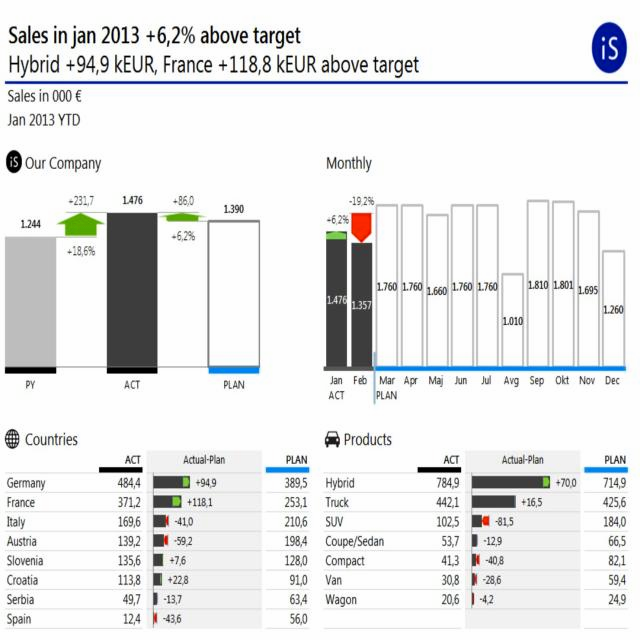 Sales in jan 2013 +6,2% above target
Hybrid +94,9 kEUR, France +118,8 kEUR above target
iS
Sales in 000 €
Jan 2013 YTD
iS Our Company
+231,7 1.476 +86,0 1.390
1.244
+18,6% +6,2%
PY ACT PLAN
Monthly
-19,2%
+6,2%
1.476 1.357 1.760 1.760 1.660 1.760 1.760 1.010 1.810 1.801 1.695 1.260
Jan Feb Mar Apr Maj Jun Jul Avg Sep Okt Nov Dec
ACT PLAN
Countries
ACT Actual-Plan PLAN
Germany 484,4 +94,9 389,5
France 371,2 +118,1 253,1
Italy 169,6 -41,0 210,6
Austria 139,2 -59,2 198,4
Slovenia 135,6 +7,6 128,0
Croatia 113,8 +22,8 91,0
Serbia 49,7 -13,7 63,4
Spain 12,4 -43,6 56,0
Products
ACT Actual-Plan PLAN
Hybrid 784,9 +70,0 714,9
Truck 442,1 +16,5 425,6
SUV 102,5 -81,5 184,0
Coupe/Sedan 53,7 -12,9 66,5
Compact 41,3 -40,8 82,1
Van 30,8 -28,6 59,4
Wagon 20,6 -4,2 24,9